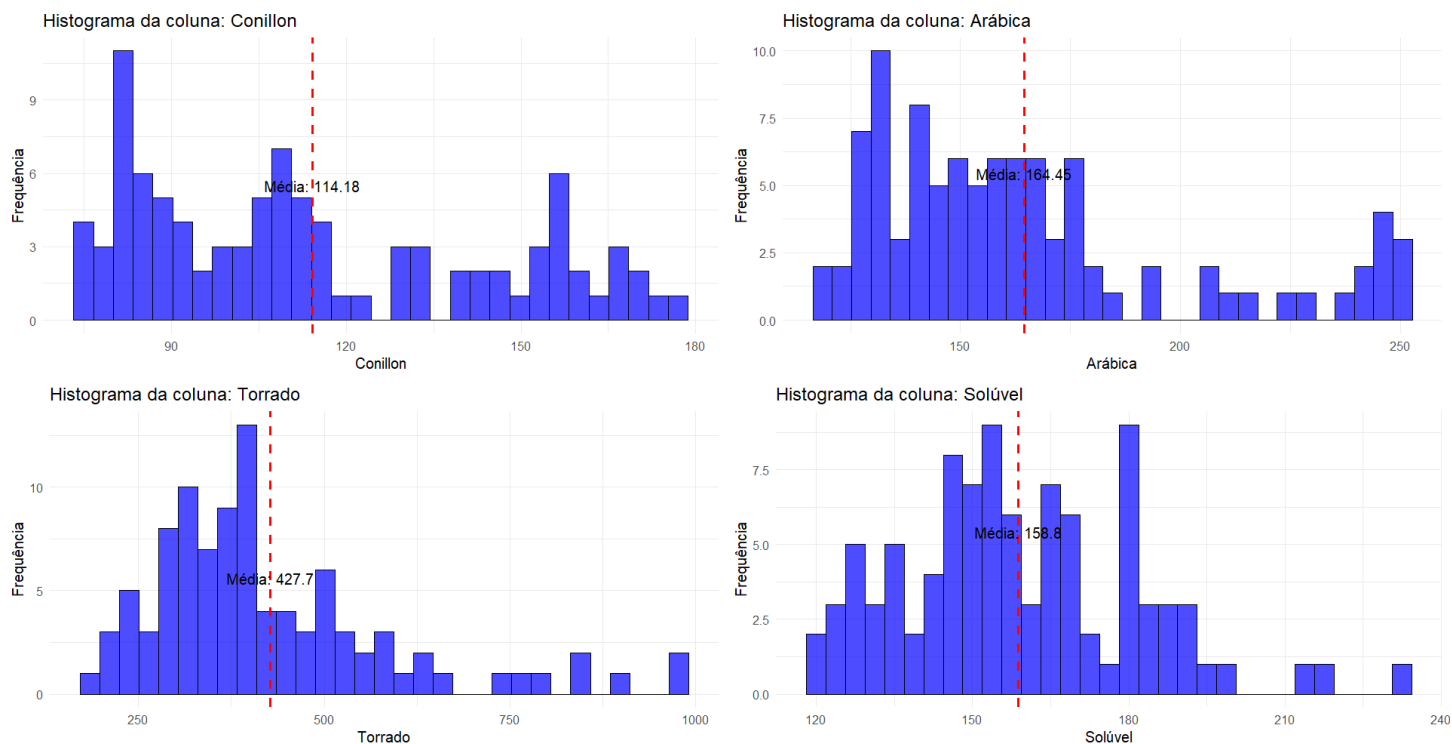 Histograma da coluna: Conillon
Frequência
9
6
3
0
Média: 114.18
90
120
150
180
Conillon
Histograma da coluna: Arábica
Frequência
10.0
7.5
5.0
2.5
0.0
Média: 164.45
150
200
250
Arábica
Histograma da coluna: Torrado
Frequência
10
5
0
Média: 427.7
250
500
750
1000
Torrado
Histograma da coluna: Solúvel
Frequência
7.5
5.0
2.5
0.0
Média: 158.8
120
150
180
210
240
Solúvel